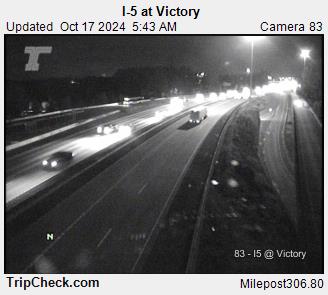 I-5 at Victory
Updated Oct 17 2024 5:43 AM Camera 83
T
N
83 - I5 @ Victory
TripCheck.com Milepost306.80